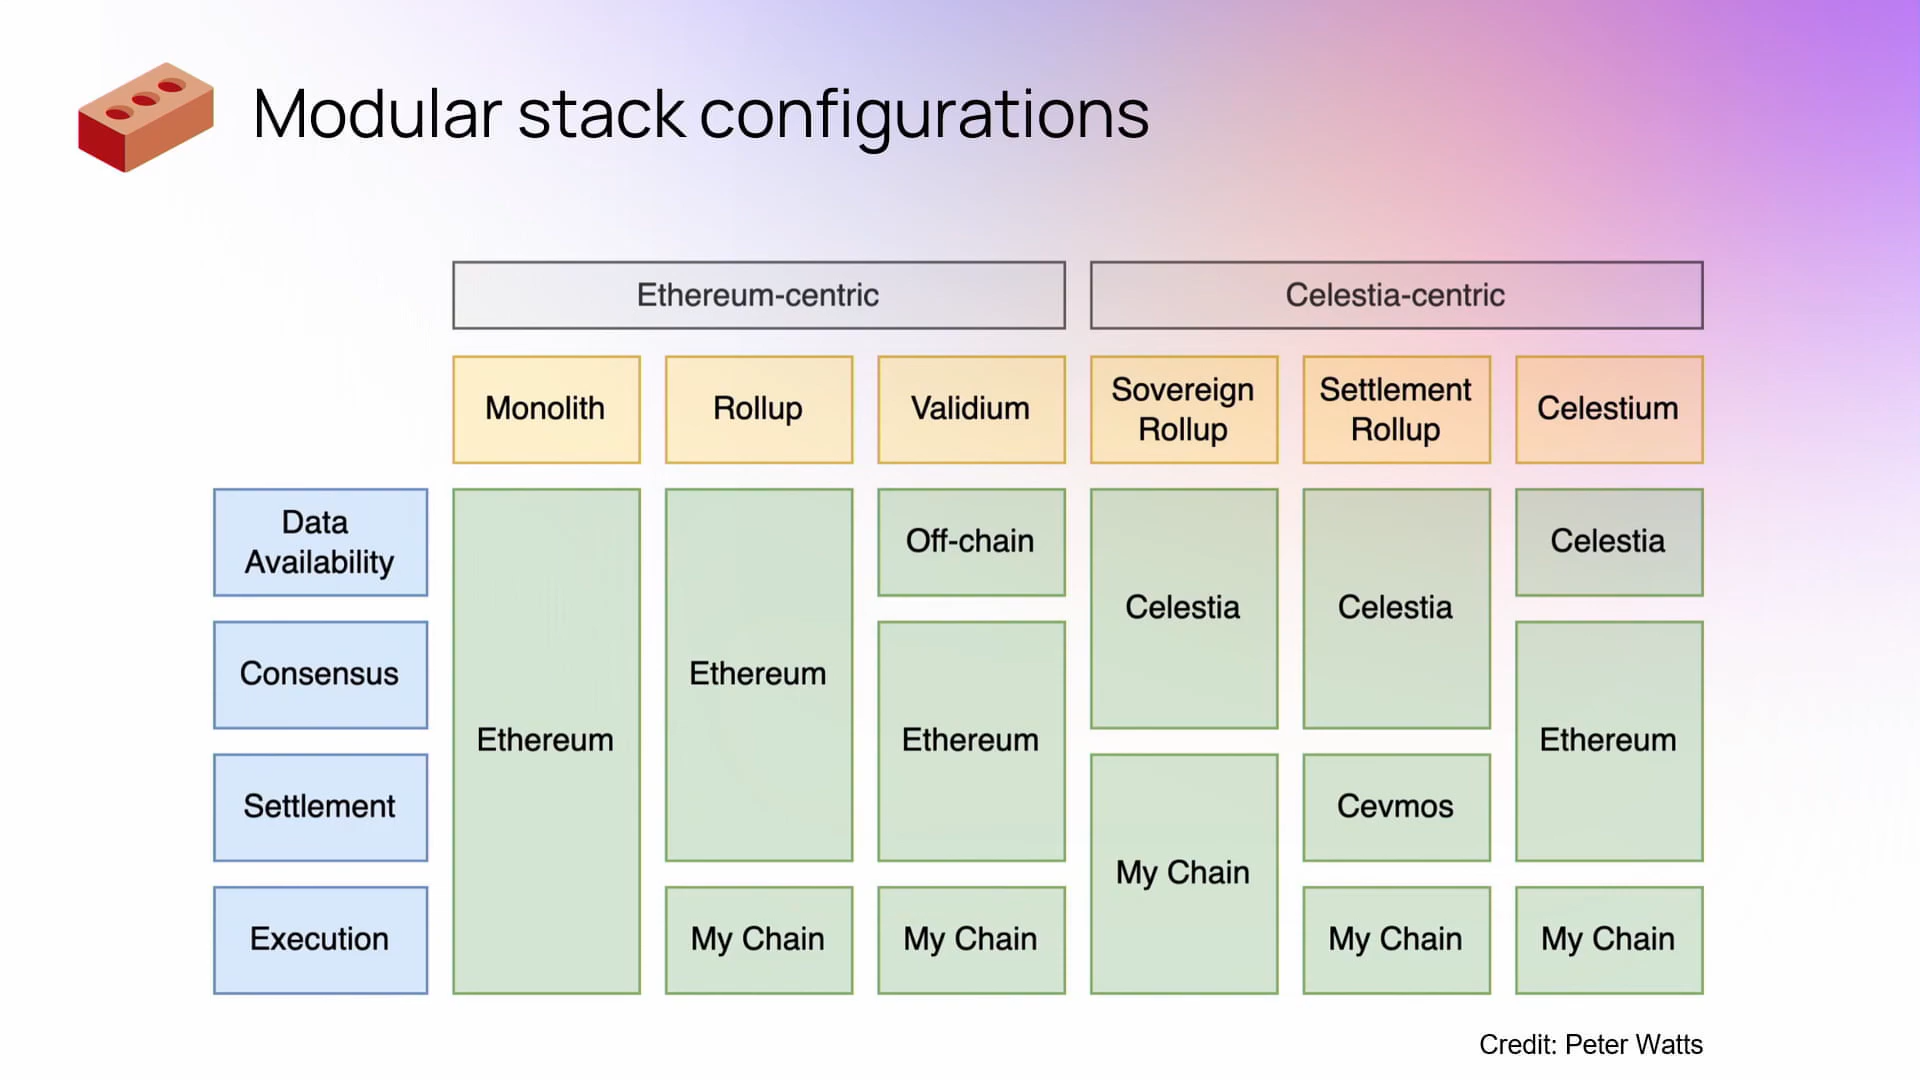 Modular stack configurations
Ethereum-centric
Celestia-centric
Monolith
Rollup
Validium
Sovereign
Rollup
Settlement
Rollup
Celestium
Data
Availability
Consensus
Settlement
Execution
Ethereum
Ethereum
My Chain
Off-chain
Ethereum
My Chain
Celestia
My Chain
Celestia
Cevmos
My Chain
Celestia
Ethereum
My Chain
Credit: Peter Watts